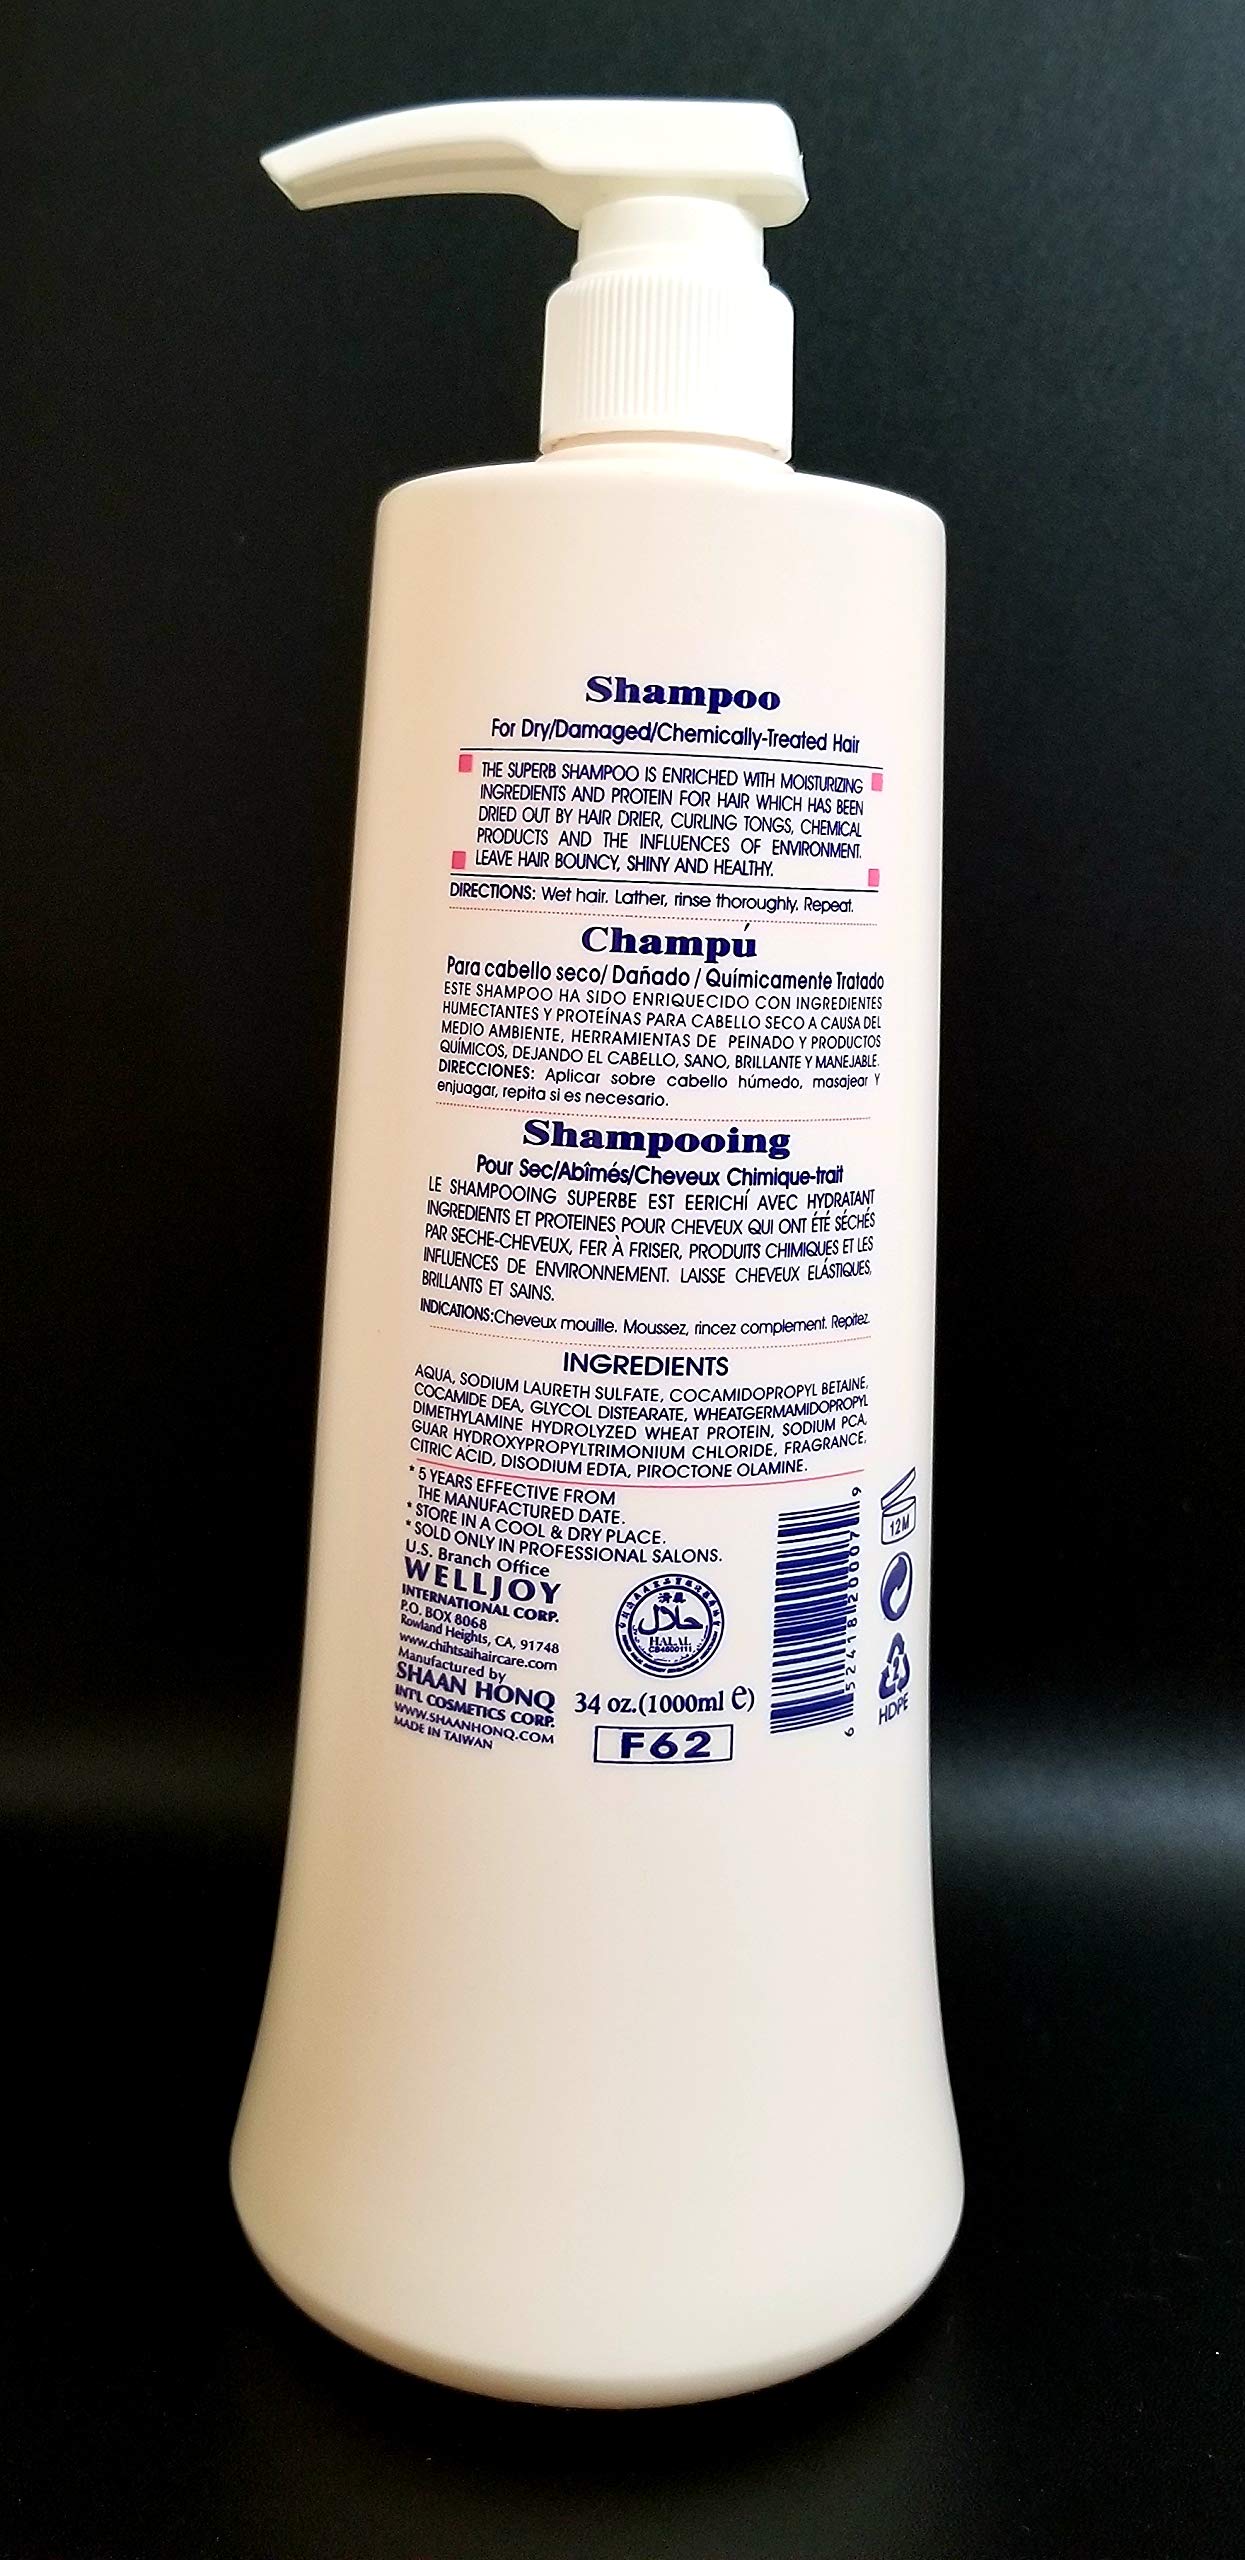 Shampoo
For Dry/Damaged/Chemically-Treated Hair
THE SUPERB SHAMPOO IS ENRICHED WITH MOISTURIZING
INGREDIENTS AND PROTEIN FOR HAIR WHICH HAS BEEN
DRIED OUT BY HAIR DRIER, CURLING TONGS, CHEMICAL
PRODUCTS AND THE INFLUENCES OF ENVIRONMENT.
LEAVE HAIR BOUNCY, SHINY AND HEALTHY.
DIRECTIONS: Wet hair. Lather, rinse thoroughly. Repeat.
Champú
Para cabello seco/ Dañado / Químicamente Tratado
ESTE SHAMPOO HA SIDO ENRIQUECIDO CON INGREDIENTES
HUMECTANTES Y PROTEÍNAS PARA CABELLO SECO A CAUSA DEL
MEDIO AMBIENTE, HERRAMIENTAS DE PEINADO Y PRODUCTOS
QUÍMICOS, DEJANDO EL CABELLO, SANO, BRILLANTE Y MANEJABLE.
DIRECCIONES: Aplicar sobre cabello húmedo, masajear Y
enjuagar, repita si es necesario.
Shampooing
Pour Sec/Abîmés/Cheveux Chimique-trait
LE SHAMPOOING SUPERBE EST EERICHÍ AVEC HYDRATANT
INGREDIENTS ET PROTEINES POUR CHEVEUX QUI ONT ÉTÉ SÉCHÉS
PAR SECHE-CHEVEUX, FER À FRISER, PRODUITS CHIMIQUES ET LES
INFLUENCES DE ENVIRONNEMENT. LAISSE CHEVEUX ELÁSTIQUES,
BRILLANTS ET SAINS.
INDICATIONS:Cheveux mouille. Moussez, rincez complement. Repitez.
INGREDIENTS
AQUA, SODIUM LAURETH SULFATE, COCAMIDOPROPYL BETAINE,
COCAMIDE DEA, GLYCOL DISTEARATE, WHEATGERMAMIDOPROPYL
DIMETHYLAMINE HYDROLYZED WHEAT PROTEIN, SODIUM PCA,
GUAR HYDROXYPROPYLTRIMONIUM CHLORIDE, FRAGRANCE,
CITRIC ACID, DISODIUM EDTA, PIROCTONE OLAMINE.
* 5 YEARS EFFECTIVE FROM
THE MANUFACTURED DATE.
* STORE IN A COOL & DRY PLACE.
* SOLD ONLY IN PROFESSIONAL SALONS.
U.S. Branch Office
WELLJOY
INTERNATIONAL CORP.
P.O. BOX 8068
Rowland Heights, CA. 91748
www.chihtsaihaircare.com
Manufactured by
SHAAN HONQ
INT'L COSMETICS CORP.
WWW.SHAANHONQ.COM
MADE IN TAIWAN
حلال
HALAL
34 oz.(1000ml e)
F62
6 52418 20007 9
12M
2
HDPE